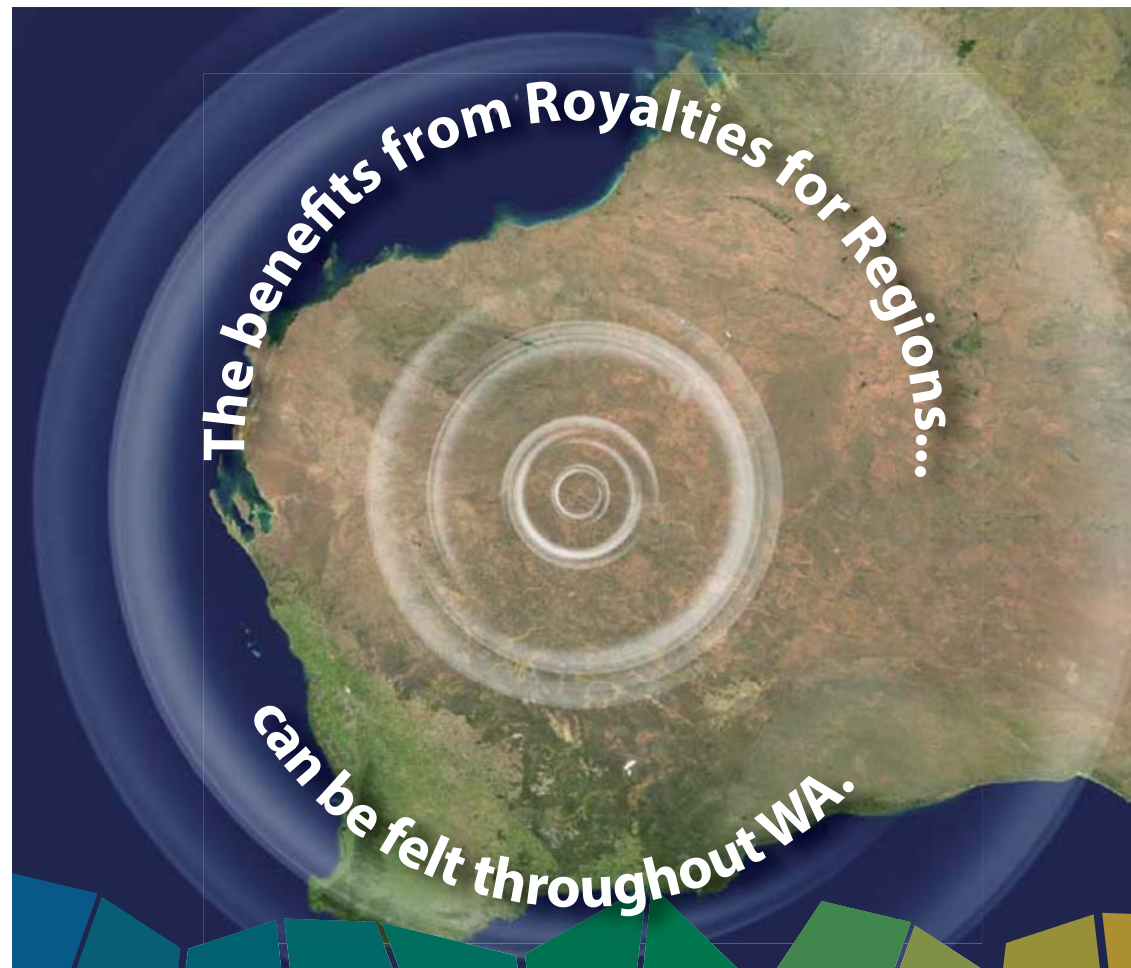 The benefits from Royalties for Regions...
can be felt throughout WA.